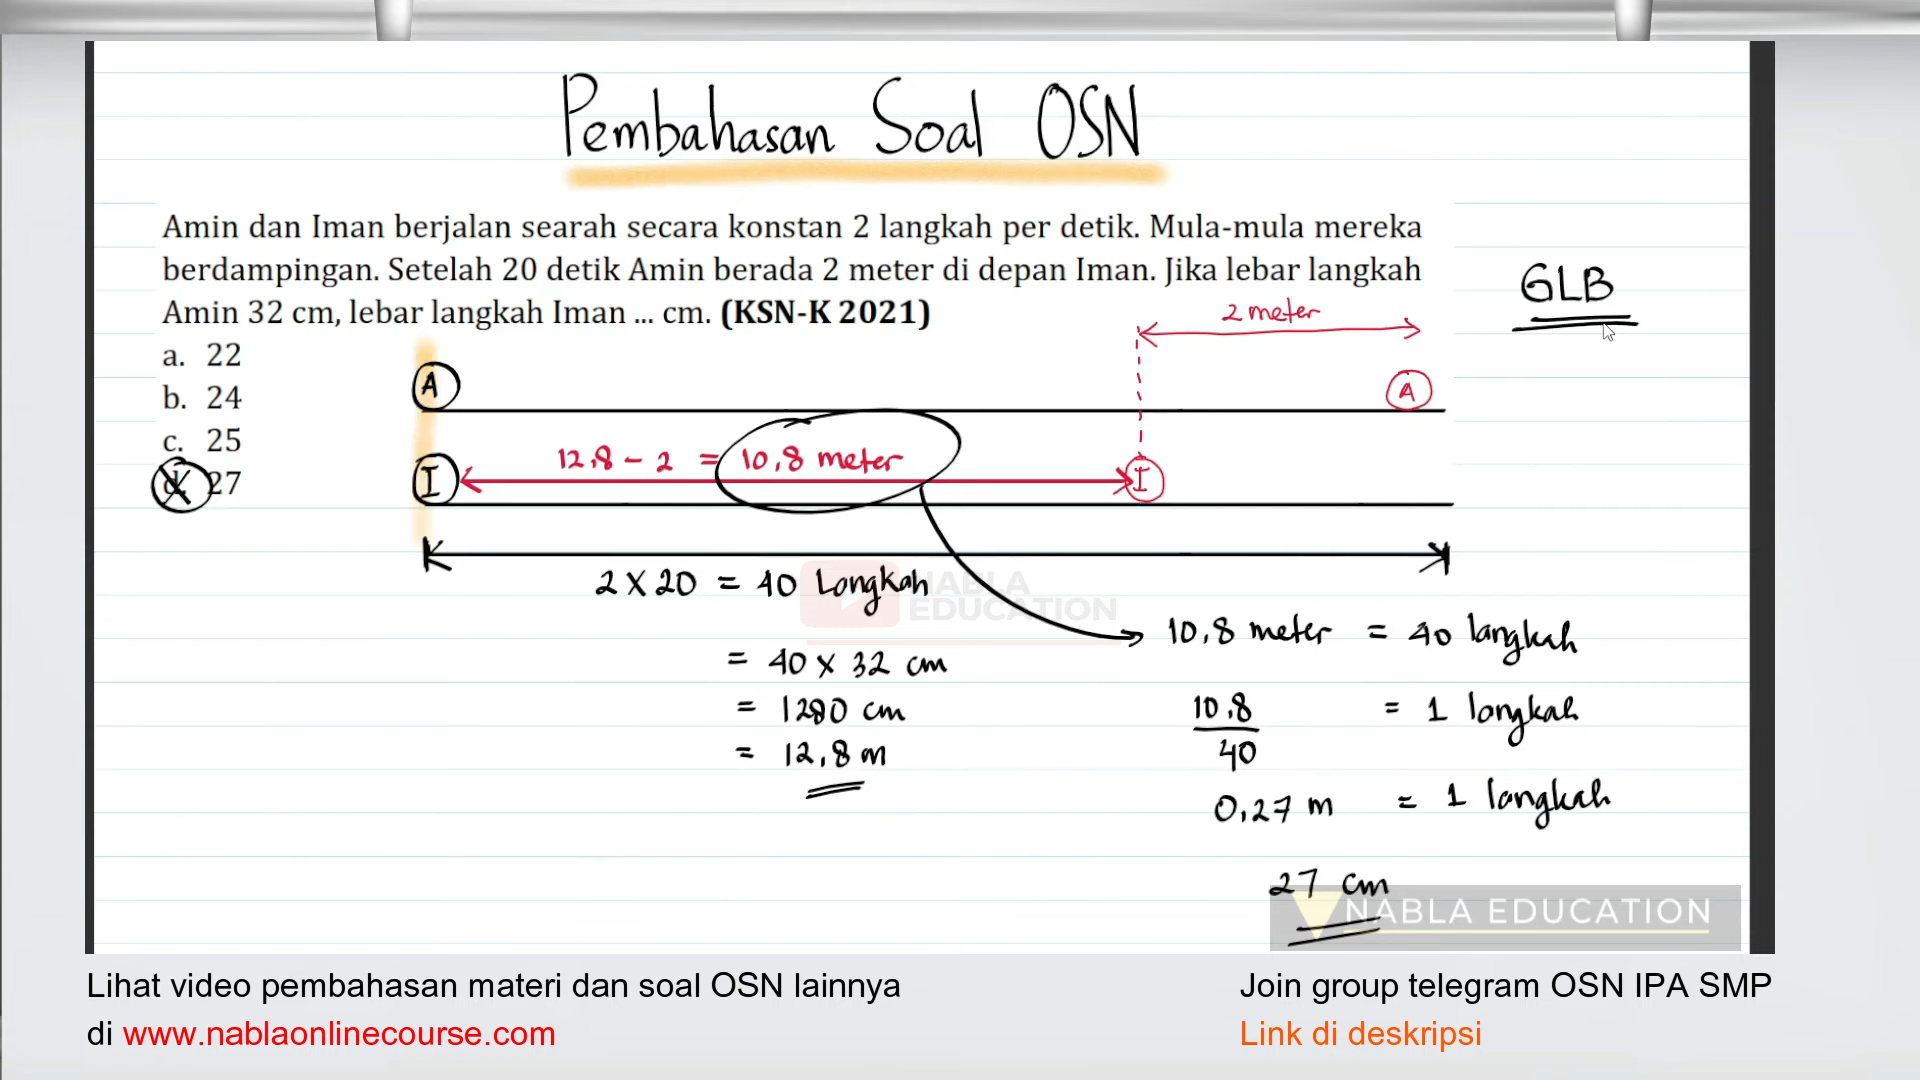 Pembahasan Soal OSN
Amin dan Iman berjalan searah secara konstan 2 langkah per detik. Mula-mula mereka
berdampingan. Setelah 20 detik Amin berada 2 meter di depan Iman. Jika lebar langkah
Amin 32 cm, lebar langkah Iman ... cm. (KSN-K 2021)
GLB
2 meter
a. 22
b. 24
c. 25
d. 27
A
A
I
12,8 - 2 = 10,8 meter
I
2 x 20 = 40 Langkah
= 40 x 32 cm
= 1280 cm
= 12,8 m
10,8 meter = 40 langkah
10,8
40
= 1 langkah
0,27 m = 1 langkah
27 cm
NABLA
EDUCATION
NABLA EDUCATION
Lihat video pembahasan materi dan soal OSN lainnya
di www.nablaonlinecourse.com
Join group telegram OSN IPA SMP
Link di deskripsi